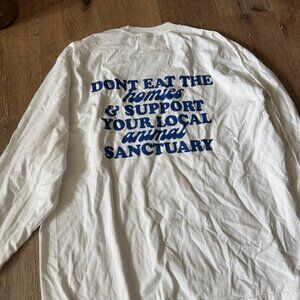 DONT EAT THE
homies
& SUPPORT
YOUR LOCAL
animal
SANCTUARY